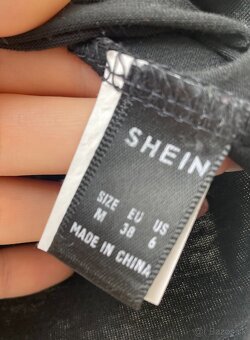 SHEIN
SIZE EU US
M 38 6
MADE IN CHINA